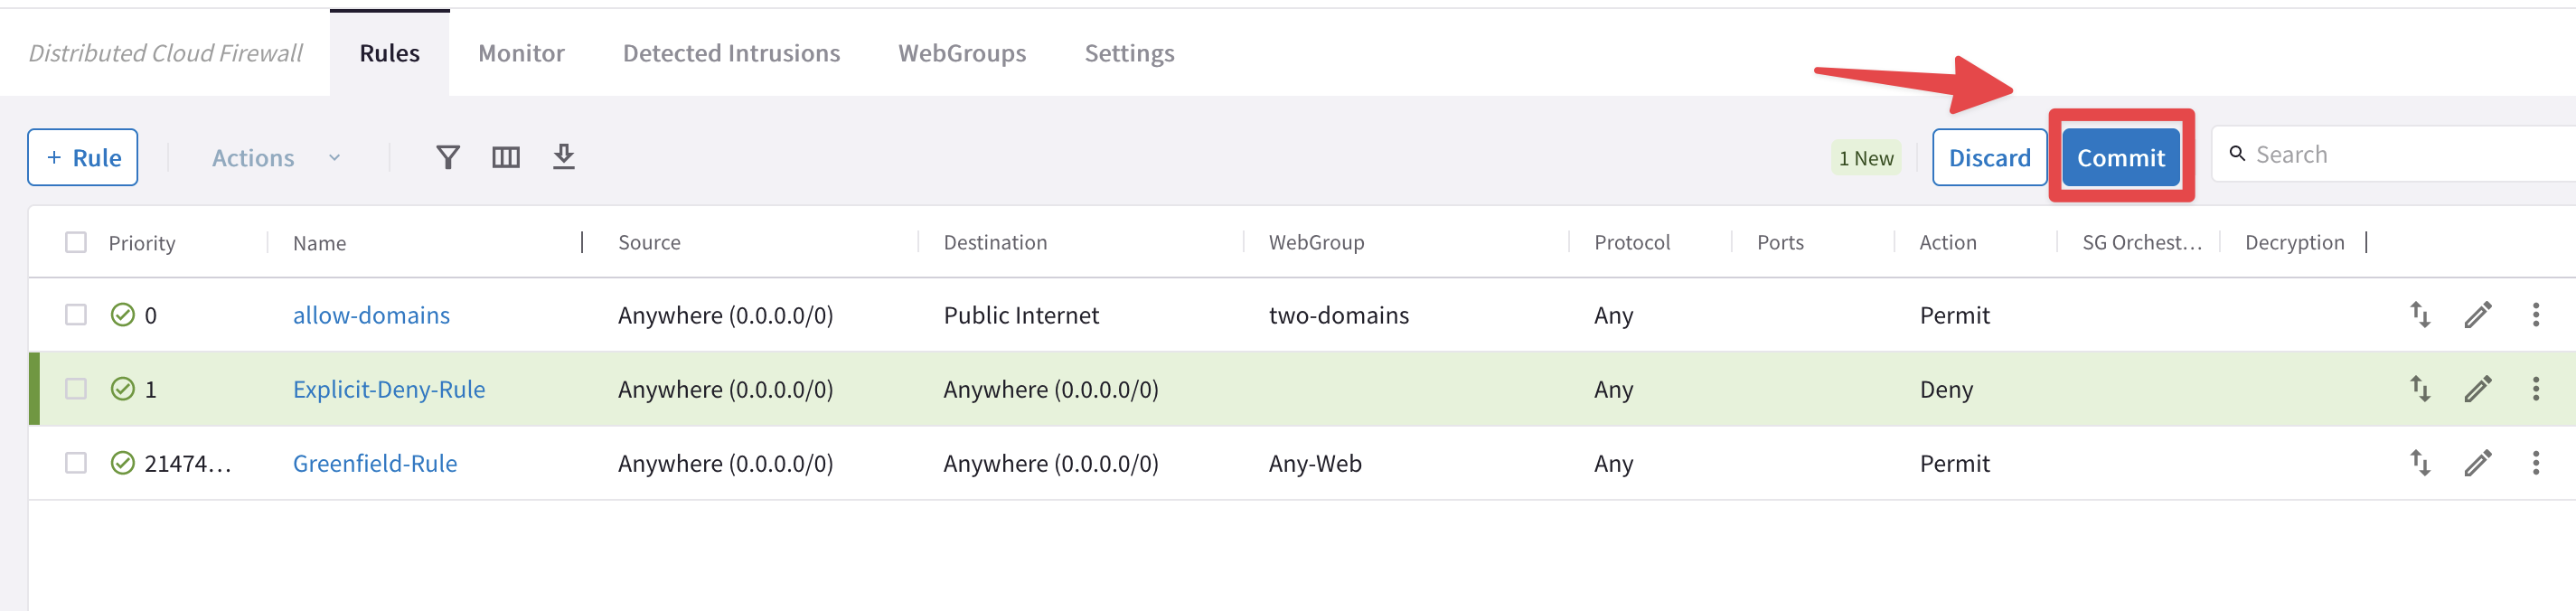 Distributed Cloud Firewall Rules Monitor Detected Intrusions WebGroups Settings
+ Rule Actions 1 New Discard Commit Search
Priority Name Source Destination WebGroup Protocol Ports Action SG Orchest... Decryption
0 allow-domains Anywhere (0.0.0.0/0) Public Internet two-domains Any Permit
1 Explicit-Deny-Rule Anywhere (0.0.0.0/0) Anywhere (0.0.0.0/0) Any Deny
21474... Greenfield-Rule Anywhere (0.0.0.0/0) Anywhere (0.0.0.0/0) Any-Web Any Permit